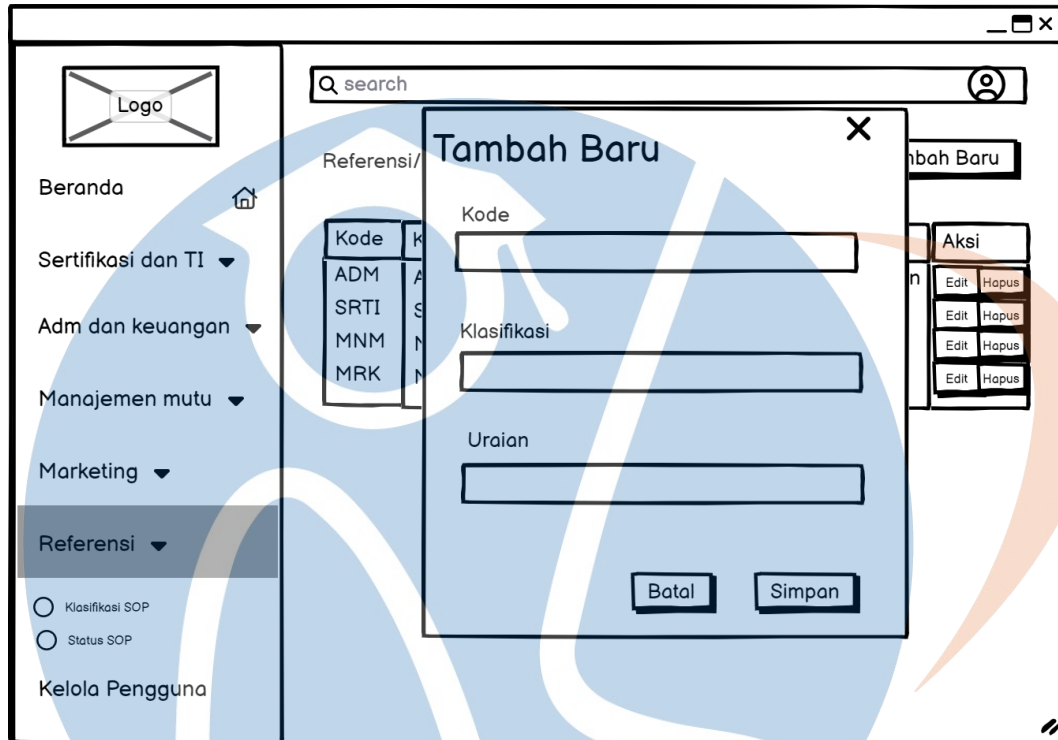 Logo
Beranda
Sertifikasi dan TI
Adm dan keuangan
Manajemen mutu
Marketing
Referensi
Klasifikasi SOP
Status SOP
Kelola Pengguna
search
Referensi/
bah Baru
Kode K Aksi
ADM A n Edit Hapus
SRTI S Edit Hapus
MNM M Edit Hapus
MRK M Edit Hapus
Tambah Baru
Kode
Klasifikasi
Uraian
Batal Simpan